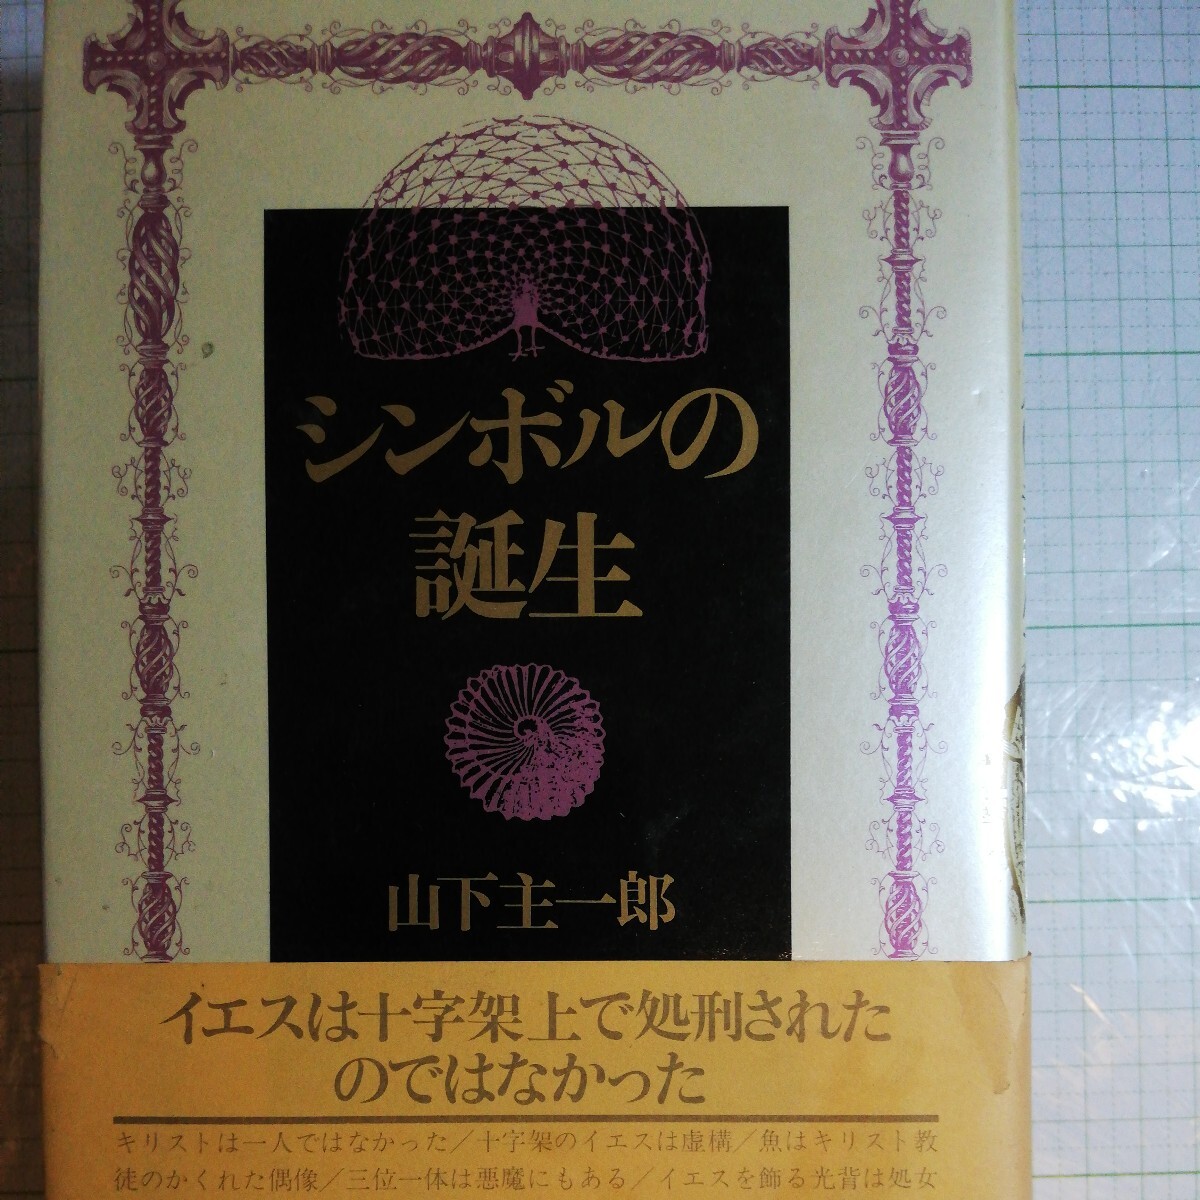 シンボルの
誕生
山下主一郎
イエスは十字架上で処刑された
のではなかった
キリストは一人ではなかった／十字架のイエスは虚構／魚はキリスト教
徒のかくれた偶像／三位一体は悪魔にもある／イエスを飾る光背は処女